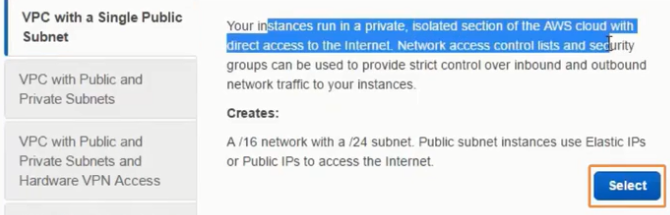 VPC with a Single Public
Subnet
VPC with Public and
Private Subnets
VPC with Public and
Private Subnets and
Hardware VPN Access
Your instances run in a private, isolated section of the AWS cloud with
direct access to the Internet. Network access control lists and security
groups can be used to provide strict control over inbound and outbound
network traffic to your instances.
Creates:
A /16 network with a /24 subnet. Public subnet instances use Elastic IPs
or Public IPs to access the Internet.
Select